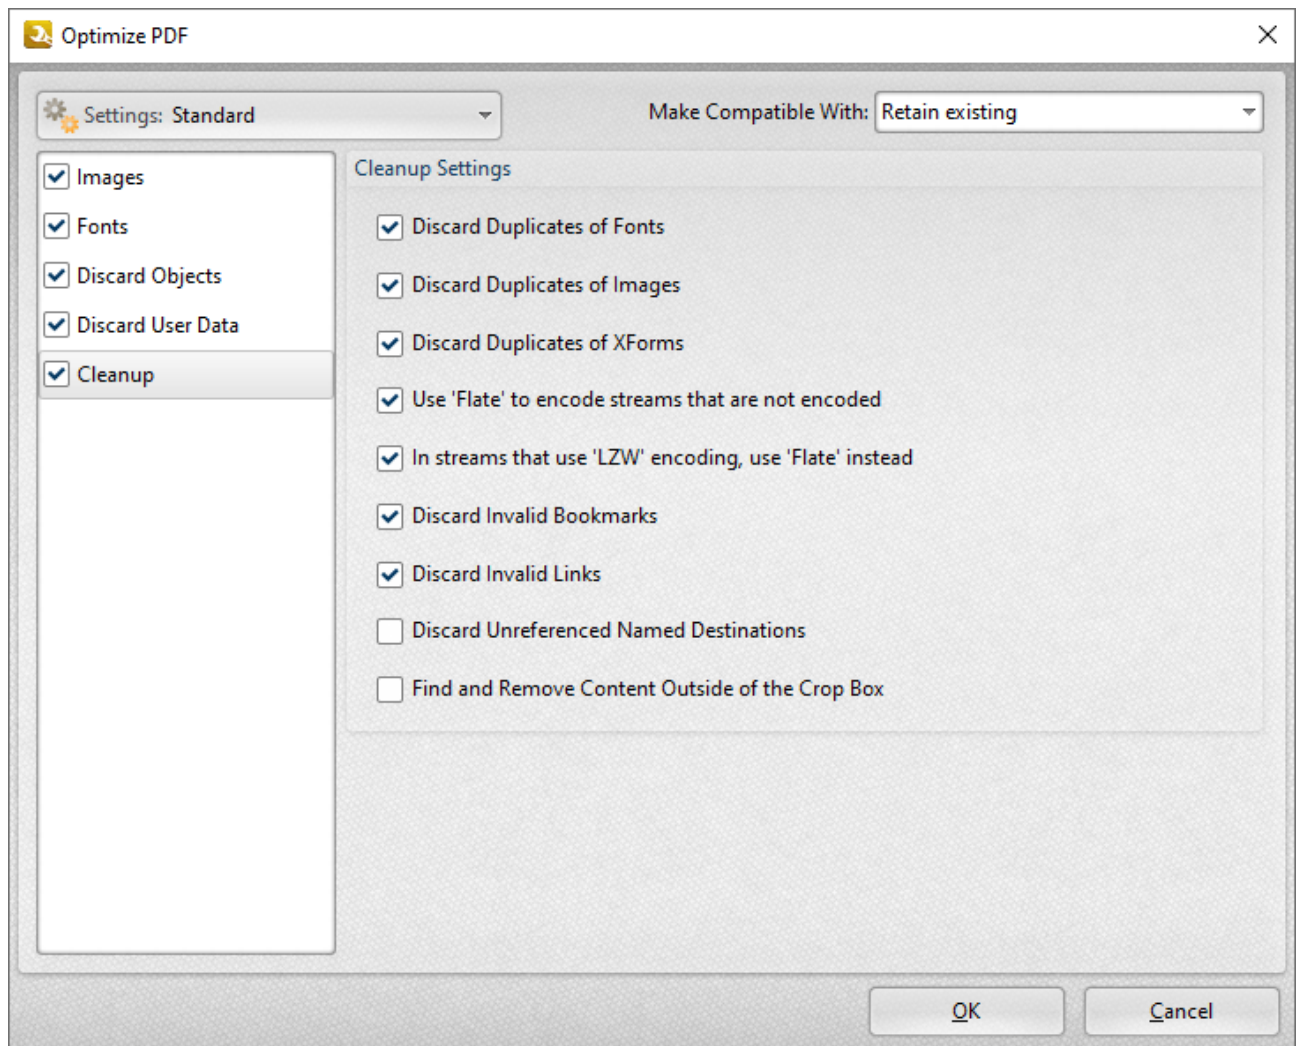 Optimize PDF
Settings: Standard
Make Compatible With: Retain existing
Images
Fonts
Discard Objects
Discard User Data
Cleanup
Cleanup Settings
Discard Duplicates of Fonts
Discard Duplicates of Images
Discard Duplicates of XForms
Use 'Flate' to encode streams that are not encoded
In streams that use 'LZW' encoding, use 'Flate' instead
Discard Invalid Bookmarks
Discard Invalid Links
Discard Unreferenced Named Destinations
Find and Remove Content Outside of the Crop Box
OK
Cancel